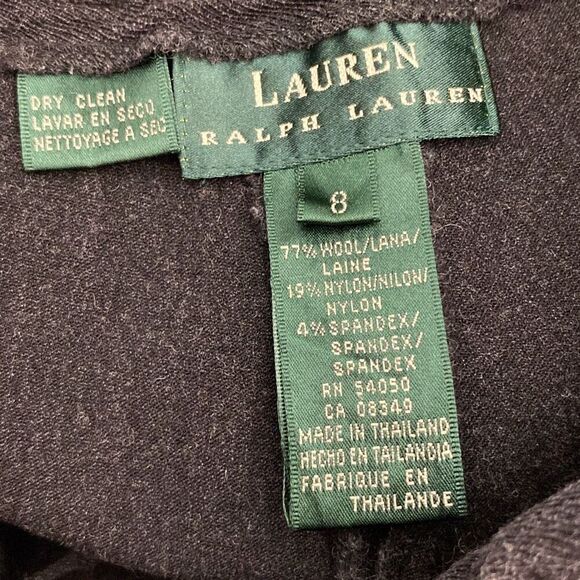 DRY CLEAN
LAVAR EN SECO
NETTOYAGE A SEC
LAUREN
RALPH LAUREN
8
77% WOOL/LANA/
LAINE
19% NYLON/NILON/
NYLON
4% SPANDEX/
SPANDEX/
SPANDEX
RN 54050
CA 08349
MADE IN THAILAND
HECHO EN TAILANDIA
FABRIQUE EN
THAILANDE